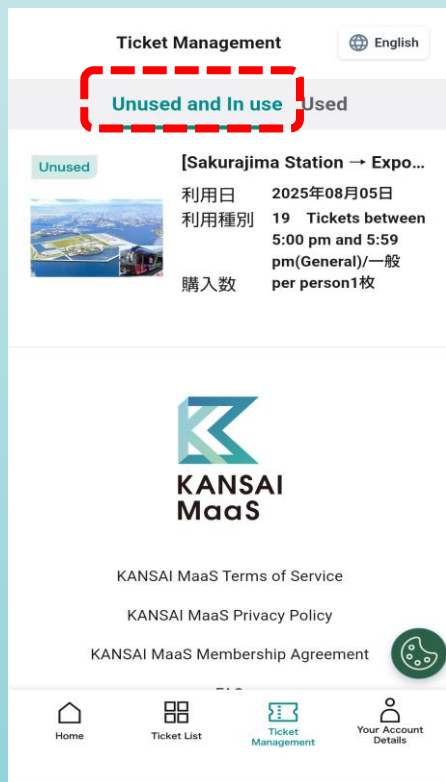 Ticket Management
English
Unused and In use
Used
Unused
[Sakurajima Station → Expo...
利用日 2025年08月05日
利用種別 19 Tickets between
5:00 pm and 5:59
pm(General)/一般
購入数 per person1枚
KANSAI
MaaS
KANSAI MaaS Terms of Service
KANSAI MaaS Privacy Policy
KANSAI MaaS Membership Agreement
Home
Ticket List
Ticket
Management
Your Account
Details